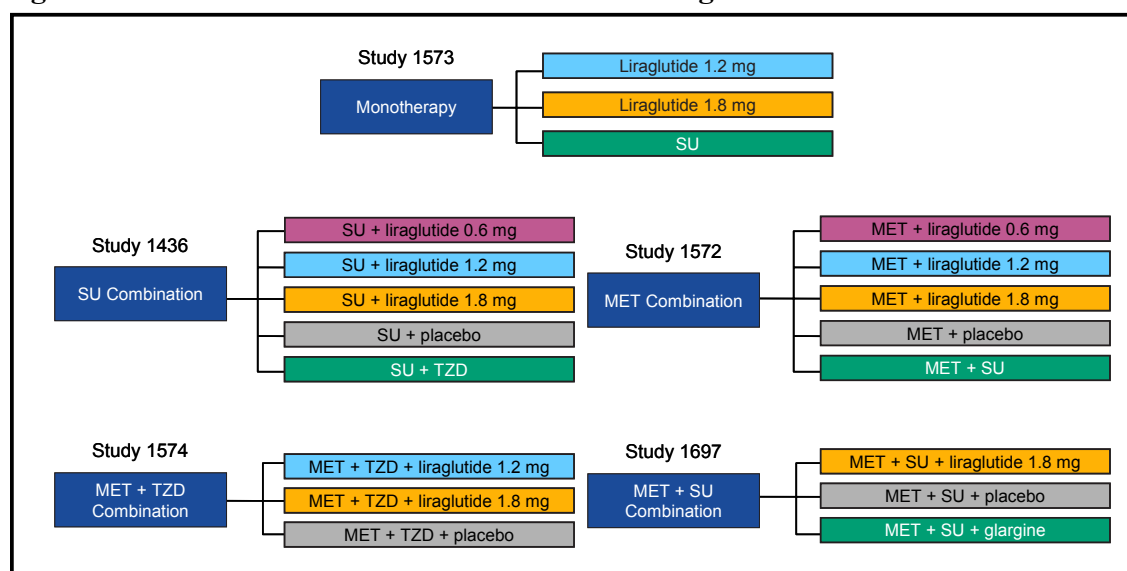 Study 1573
Monotherapy
Liraglutide 1.2 mg
Liraglutide 1.8 mg
SU
Study 1436
SU Combination
SU + liraglutide 0.6 mg
SU + liraglutide 1.2 mg
SU + liraglutide 1.8 mg
SU + placebo
SU + TZD
Study 1572
MET Combination
MET + liraglutide 0.6 mg
MET + liraglutide 1.2 mg
MET + liraglutide 1.8 mg
MET + placebo
MET + SU
Study 1574
MET + TZD
Combination
MET + TZD + liraglutide 1.2 mg
MET + TZD + liraglutide 1.8 mg
MET + TZD + placebo
Study 1697
MET + SU
Combination
MET + SU + liraglutide 1.8 mg
MET + SU + placebo
MET + SU + glargine